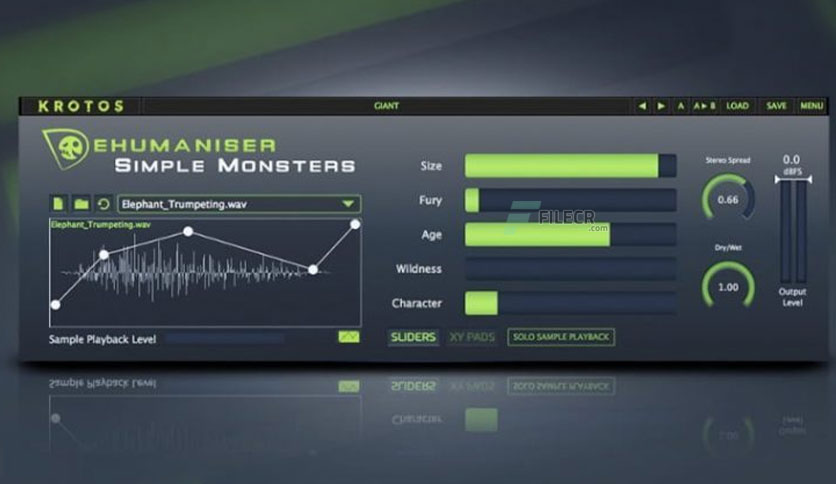 KROTOS
GIANT
A
A▸B
LOAD
SAVE
MENU
EHUMANISER
SIMPLE MONSTERS
Elephant_Trumpeting.wav
Elephant_Trumpeting.wav
Sample Playback Level
Size
Fury
Age
Wildness
Character
FILECR
.com
SLIDERS
XY PADS
SOLO SAMPLE PLAYBACK
Stereo Spread
0.66
Dry/Wet
1.00
0.0
dBFS
Output
Level